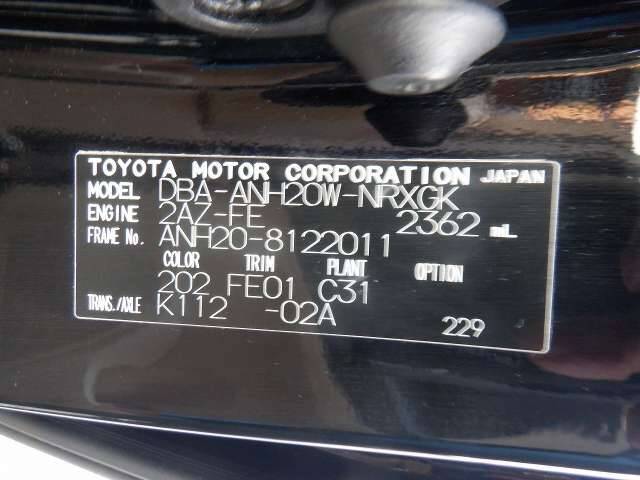 TOYOTA MOTOR CORPORATION JAPAN
MODEL DBA-ANH20W-NRXGK
ENGINE 2AZ-FE 2362 mL
FRAME No. ANH20-8122011
COLOR TRIM PLANT OPTION
202 FE01 C31
TRANS./AXLE K112 -02A 229